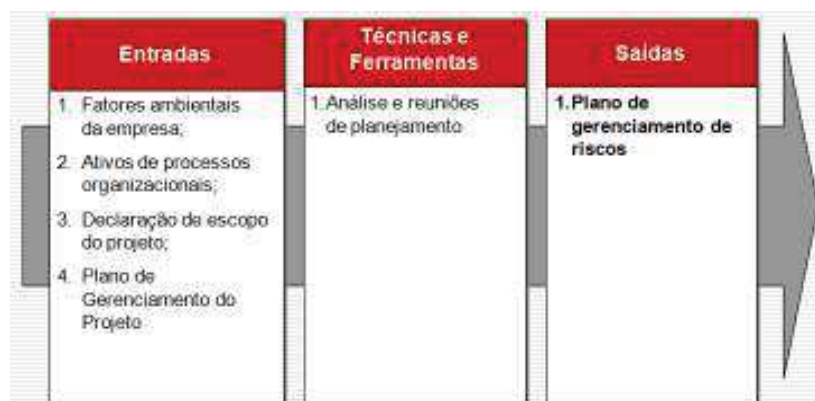 Entradas
1. Fatores ambientais
da empresa;
2. Ativos de processos
organizacionais;
3. Declaração de escopo
do projeto;
4. Plano de
Gerenciamento do
Projeto
Técnicas e
Ferramentas
1.Análise e reuniões
de planejamento
Saídas
1.Plano de
gerenciamento de
riscos